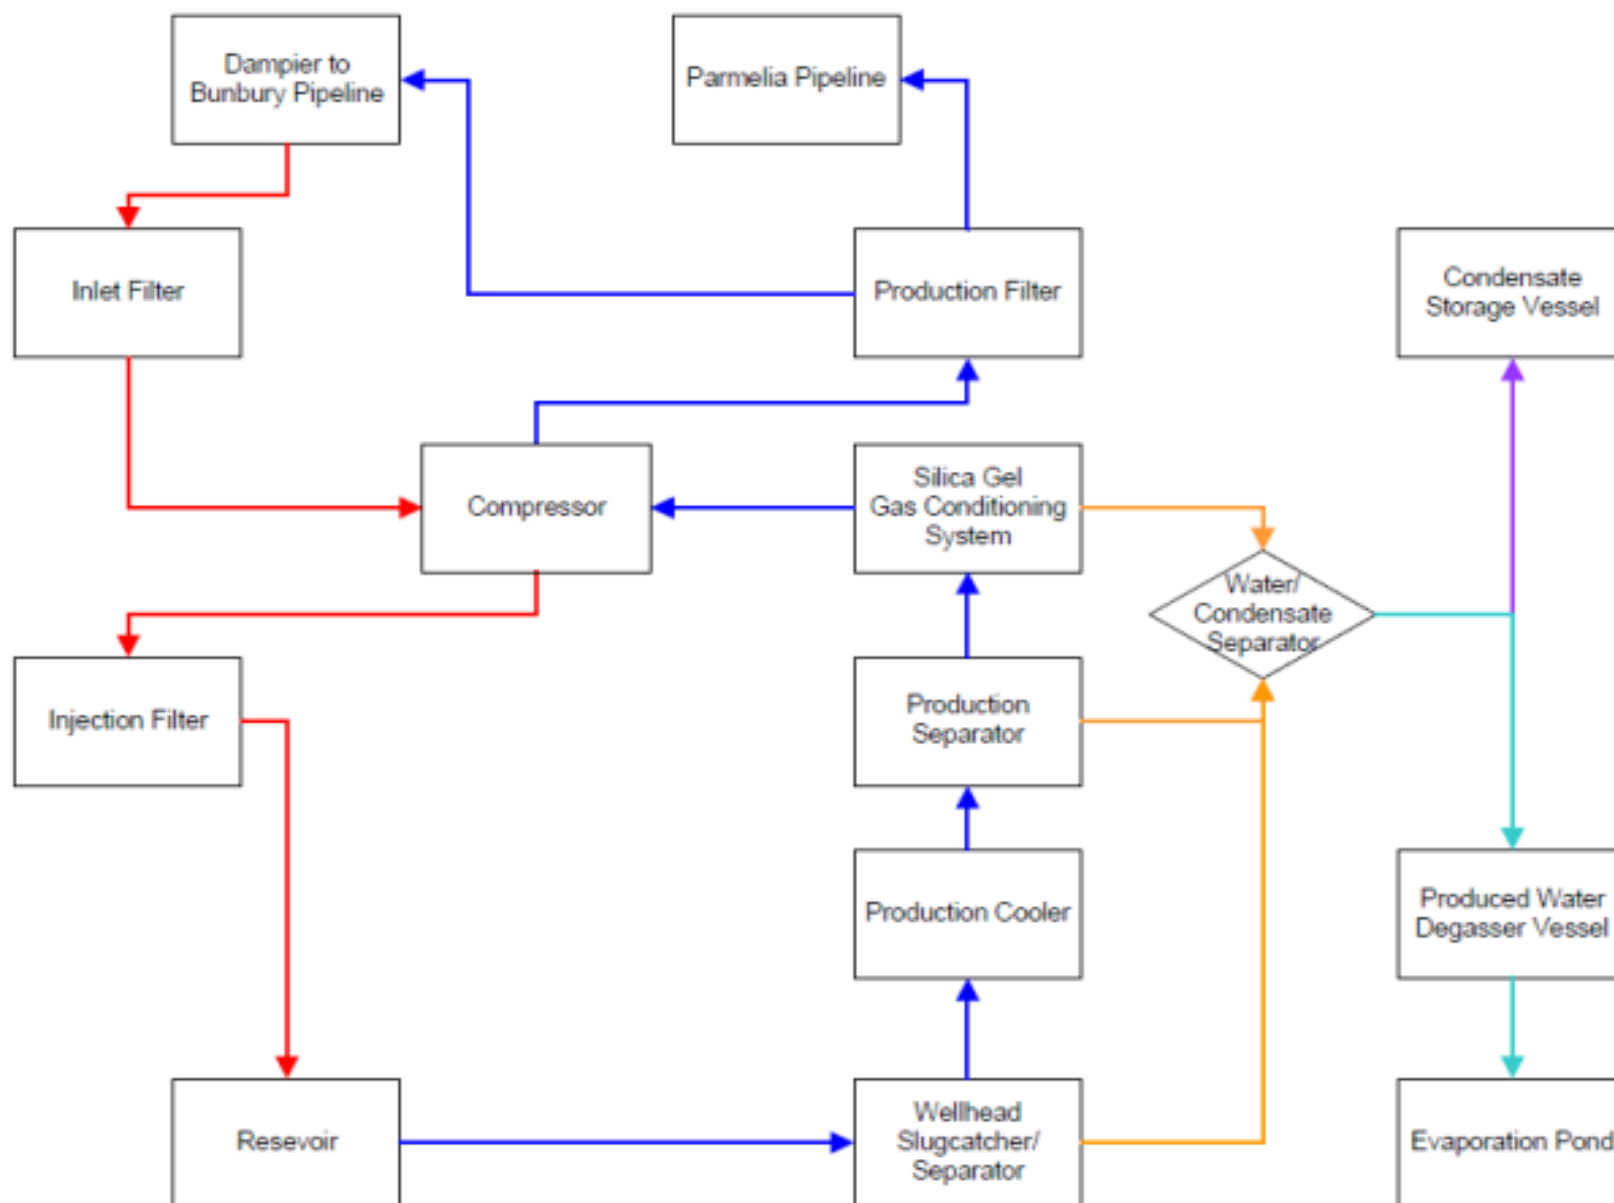 Dampier to
Bunbury Pipeline
Parmelia Pipeline
Inlet Filter
Production Filter
Condensate
Storage Vessel
Compressor
Silica Gel
Gas Conditioning
System
Water/
Condensate
Separator
Injection Filter
Production
Separator
Production Cooler
Produced Water
Degasser Vessel
Resevoir
Wellhead
Slugcatcher/
Separator
Evaporation Pond